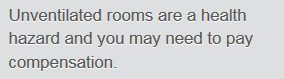 Unventilated rooms are a health
hazard and you may need to pay
compensation.